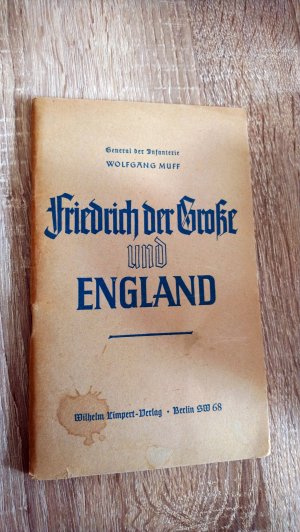 General der Infanterie
WOLFGANG MUFF
Friedrich der Große
und
ENGLAND
Wilhelm Limpert-Verlag • Berlin SW 68